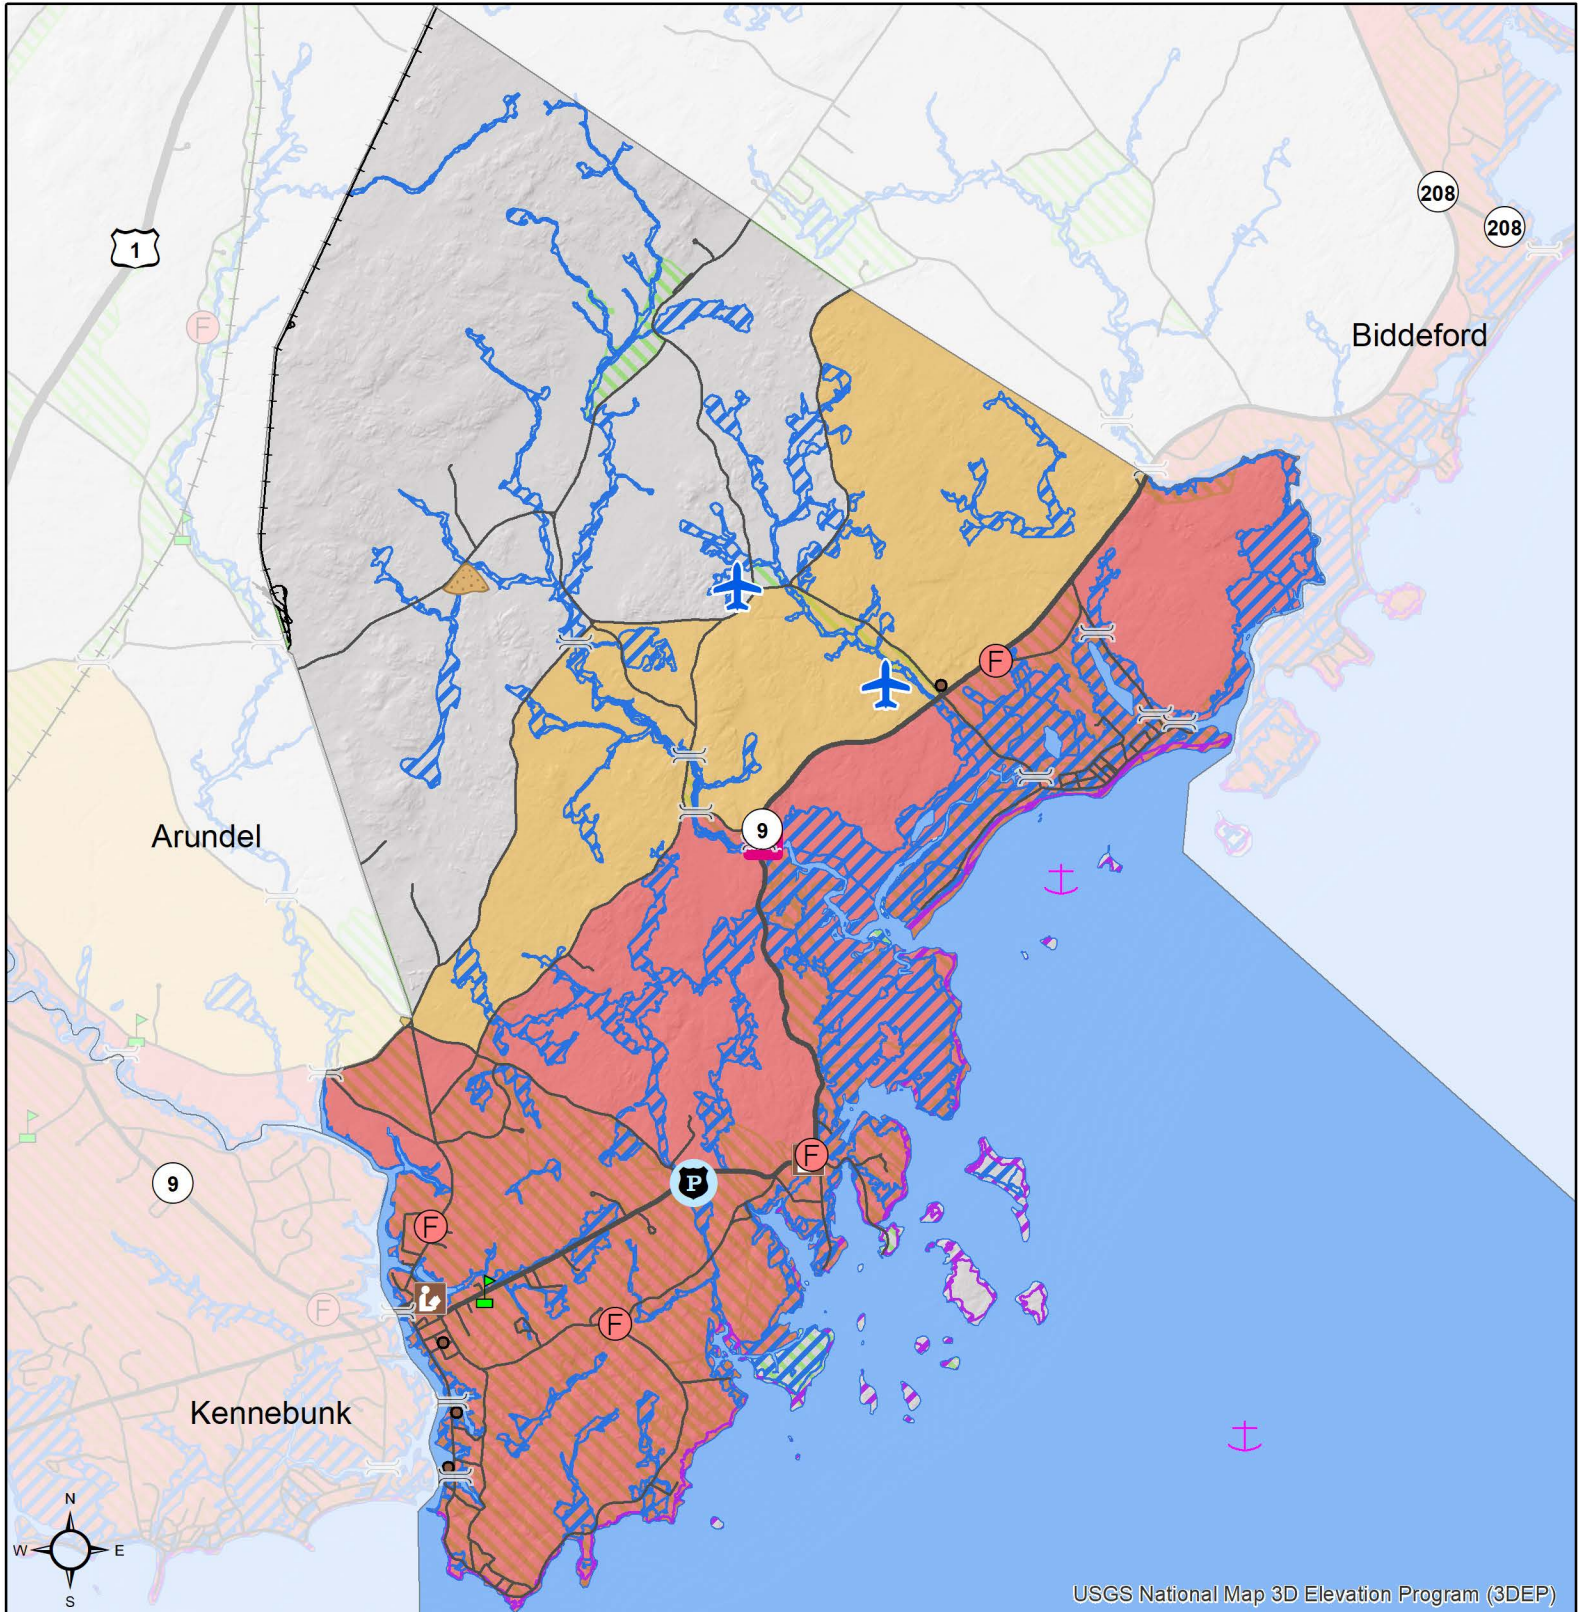 208
208
1
F
Biddeford
F
9
Arundel
F
P
9
F
F
F
Kennebunk
N
W E
S
USGS National Map 3D Elevation Program (3DEP)